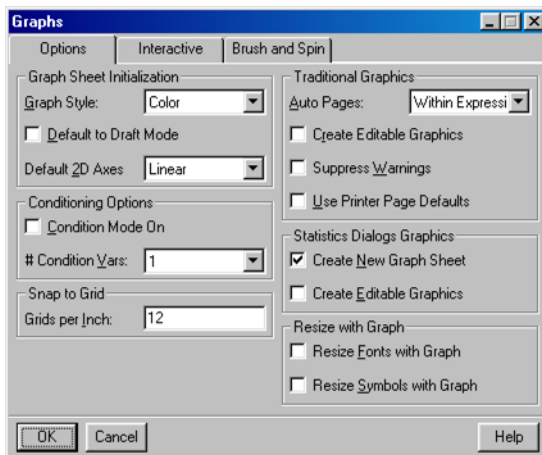 Graphs
Options
Interactive
Brush and Spin
Graph Sheet Initialization
Graph Style:
Color
Default to Draft Mode
Default 2D Axes
Linear
Conditioning Options
Condition Mode On
# Condition Vars:
1
Snap to Grid
Grids per Inch:
12
Traditional Graphics
Auto Pages:
Within Expressi
Create Editable Graphics
Suppress Warnings
Use Printer Page Defaults
Statistics Dialogs Graphics
Create New Graph Sheet
Create Editable Graphics
Resize with Graph
Resize Fonts with Graph
Resize Symbols with Graph
OK
Cancel
Help